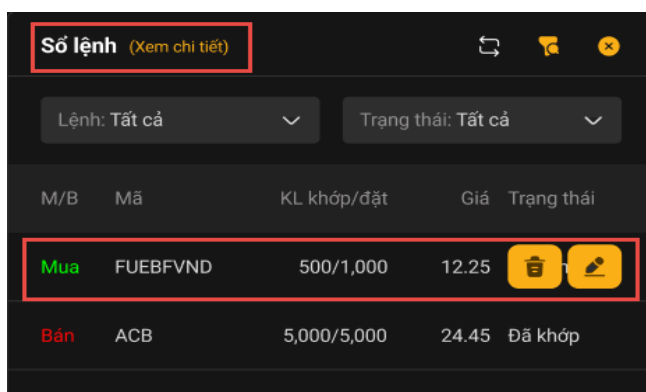 Sổ lệnh (Xem chi tiết)
Lệnh: Tất cả Trạng thái: Tất cả
M/B Mã KL khớp/đặt Giá Trạng thái
Mua FUEBFVND 500/1,000 12.25
Bán ACB 5,000/5,000 24.45 Đã khớp